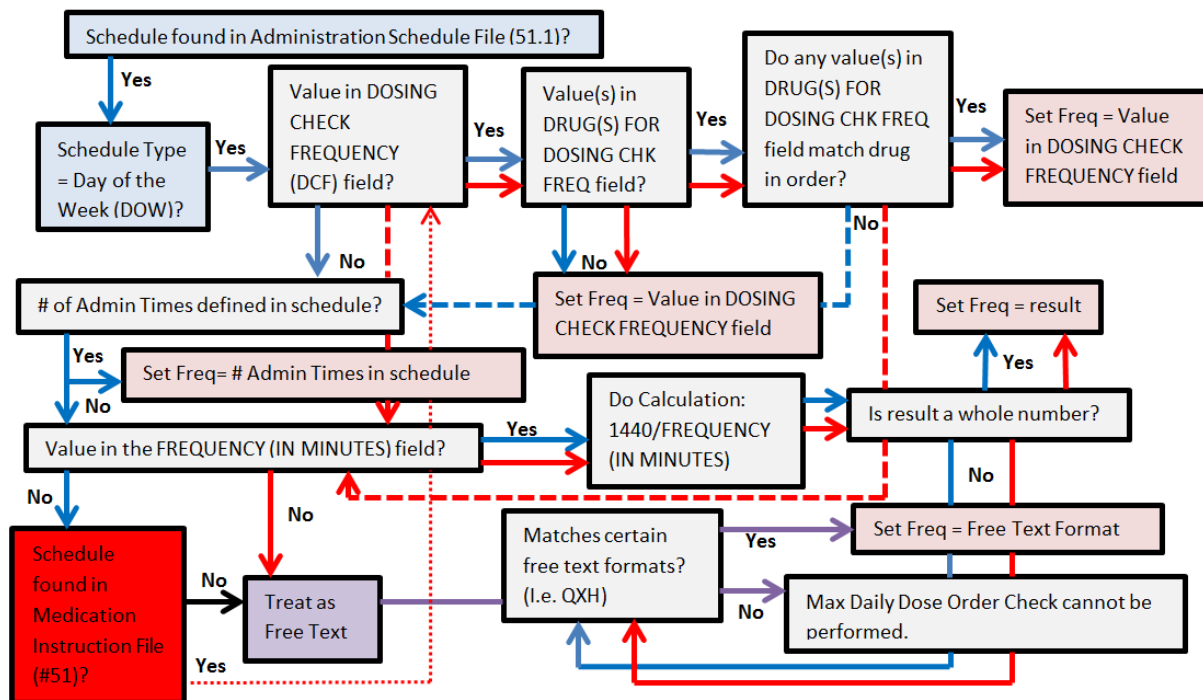 Schedule found in Administration Schedule File (51.1)?
Yes
Schedule Type
= Day of the
Week (DOW)?
Yes
Value in DOSING
CHECK
FREQUENCY
(DCF) field?
Yes
No
Value(s) in
DRUG(S) FOR
DOSING CHK
FREQ field?
Yes
No
Do any value(s) in
DRUG(S) FOR
DOSING CHK FREQ
field match drug
in order?
Yes
No
Set Freq = Value
in DOSING CHECK
FREQUENCY field
# of Admin Times defined in schedule?
Yes
No
Set Freq = Value in DOSING
CHECK FREQUENCY field
Set Freq = result
Yes
Set Freq= # Admin Times in schedule
Value in the FREQUENCY (IN MINUTES) field?
Yes
No
No
Do Calculation:
1440/FREQUENCY
(IN MINUTES)
Is result a whole number?
No
Schedule
found in
Medication
Instruction File
(#51)?
No
Yes
Treat as
Free Text
Matches certain
free text formats?
(I.e. QXH)
Yes
No
Set Freq = Free Text Format
Max Daily Dose Order Check cannot be
performed.